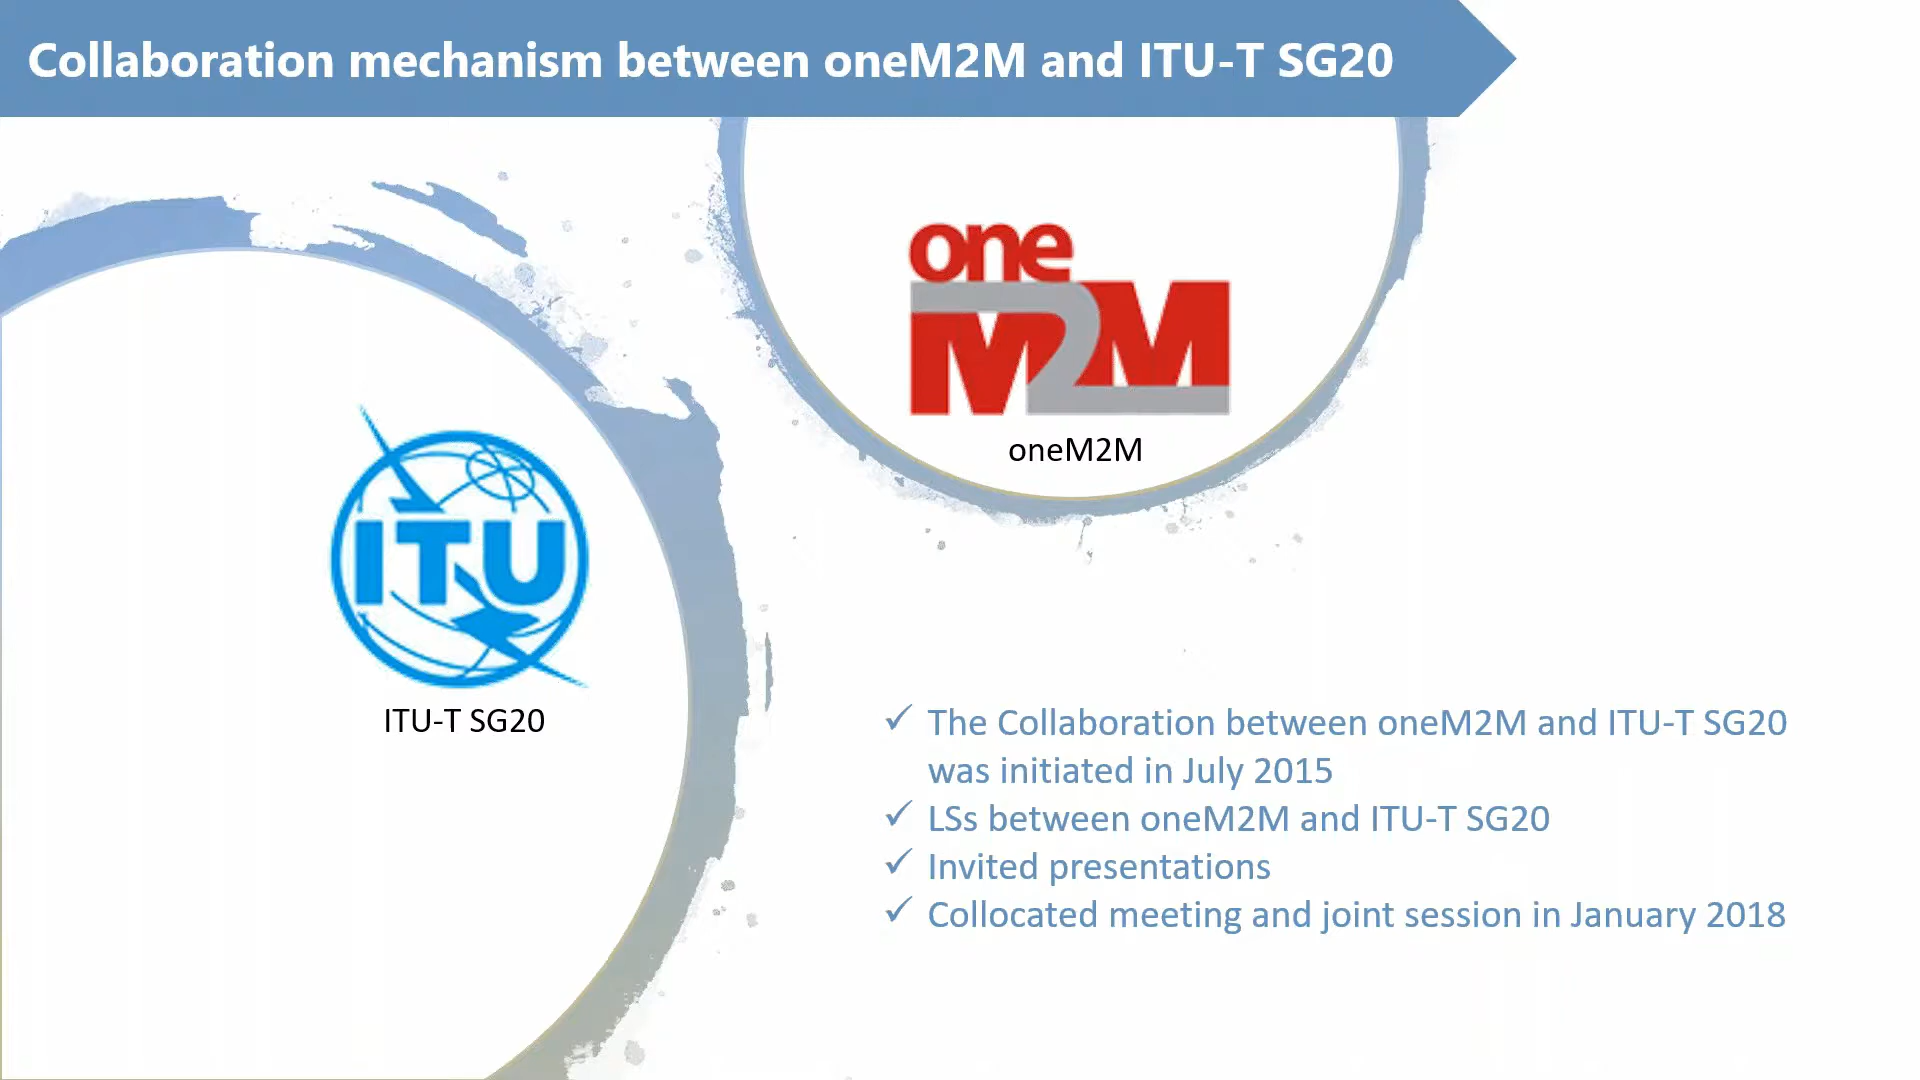 Collaboration mechanism between oneM2M and ITU-T SG20
one
M2M
oneM2M
ITU
ITU-T SG20
✓ The Collaboration between oneM2M and ITU-T SG20
was initiated in July 2015
✓ LSs between oneM2M and ITU-T SG20
✓ Invited presentations
✓ Collocated meeting and joint session in January 2018